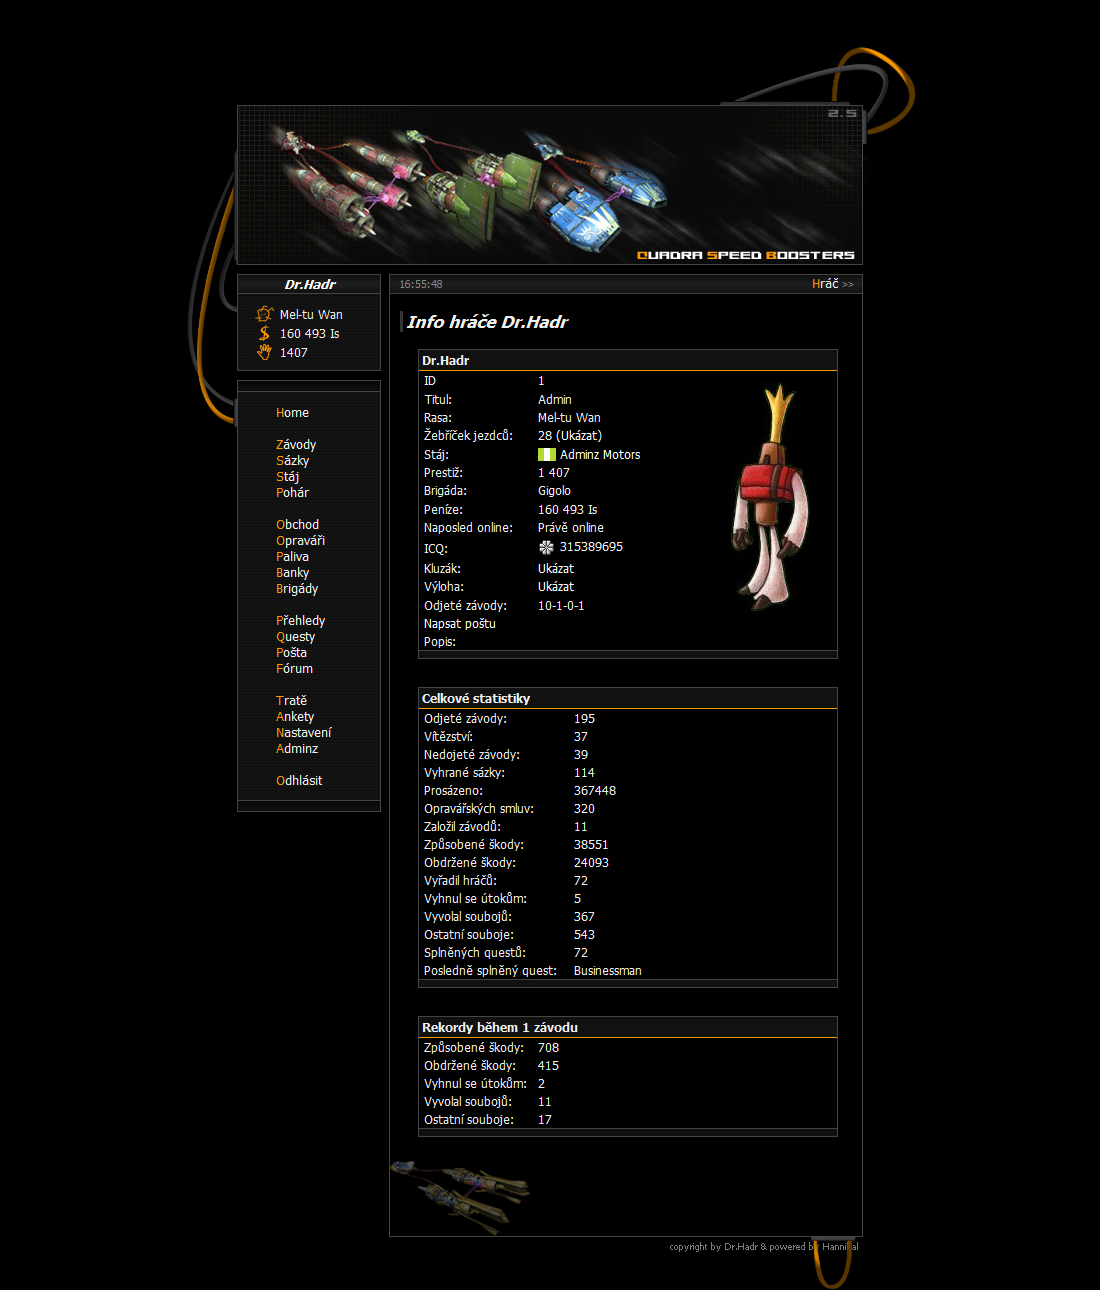 2.5
QUADRA SPEED BOOSTERS
Dr.Hadr
Mel-tu Wan
160 493 Is
1407
Home
Závody
Sázky
Stáj
Pohár
Obchod
Opraváři
Paliva
Banky
Brigády
Přehledy
Questy
Pošta
Fórum
Tratě
Ankety
Nastavení
Adminz
Odhlásit
16:55:48 Hráč >>
Info hráče Dr.Hadr
Dr.Hadr
ID 1
Titul: Admin
Rasa: Mel-tu Wan
Žebříček jezdců: 28 (Ukázat)
Stáj: Adminz Motors
Prestiž: 1 407
Brigáda: Gigolo
Peníze: 160 493 Is
Naposled online: Právě online
ICQ: 315389695
Kluzák: Ukázat
Výloha: Ukázat
Odjeté závody: 10-1-0-1
Napsat poštu
Popis:
Celkové statistiky
Odjeté závody: 195
Vítězství: 37
Nedojeté závody: 39
Vyhrané sázky: 114
Prosázeno: 367448
Opravářských smluv: 320
Založil závodů: 11
Způsobené škody: 38551
Obdržené škody: 24093
Vyřadil hráčů: 72
Vyhnul se útokům: 5
Vyvolal soubojů: 367
Ostatní souboje: 543
Splněných questů: 72
Posledně splněný quest: Businessman
Rekordy během 1 závodu
Způsobené škody: 708
Obdržené škody: 415
Vyhnul se útokům: 2
Vyvolal soubojů: 11
Ostatní souboje: 17
copyright by Dr.Hadr & powered by Hannibal